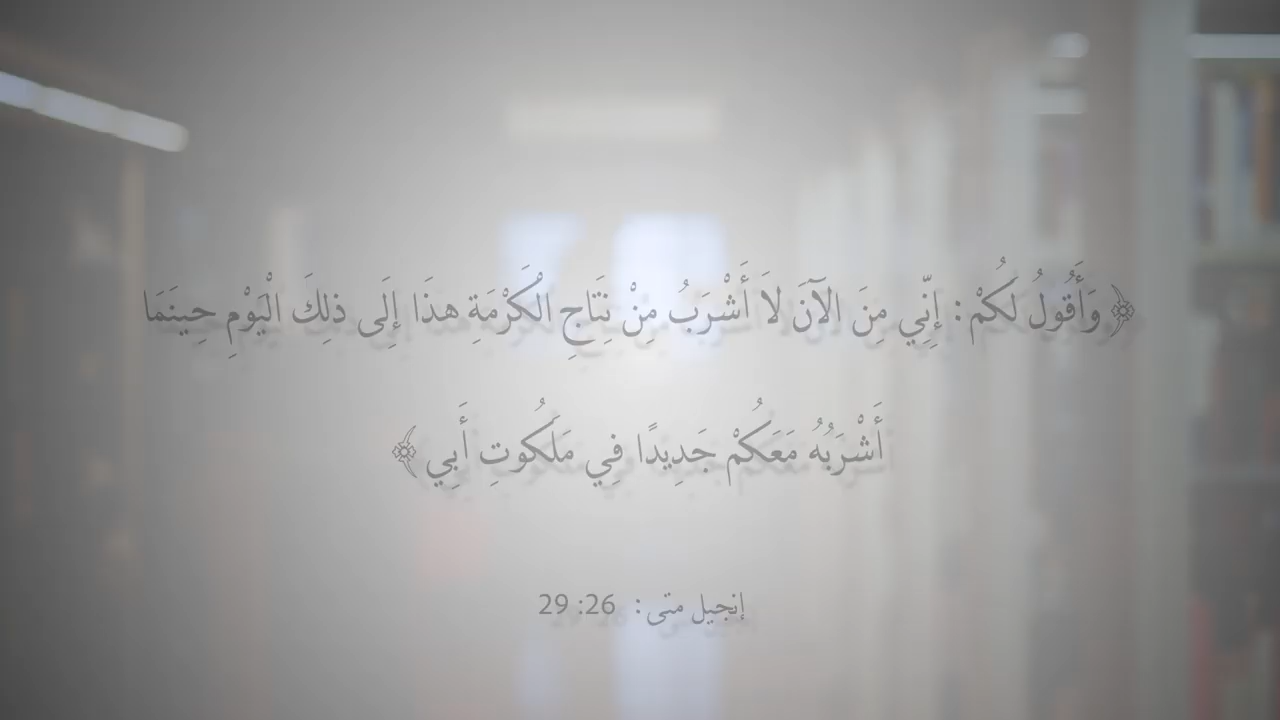 ﴿وَأَقُولُ لَكُمْ: إِنِّي مِنَ الآنَ لاَ أَشْرَبُ مِنْ نِتَاجِ الْكَرْمَةِ هذَا إِلَى ذلِكَ الْيَوْمِ حِينَمَا
أَشْرَبُهُ مَعَكُمْ جَدِيدًا فِي مَلَكُوتِ أَبِي﴾
إنجيل متى: 26: 29